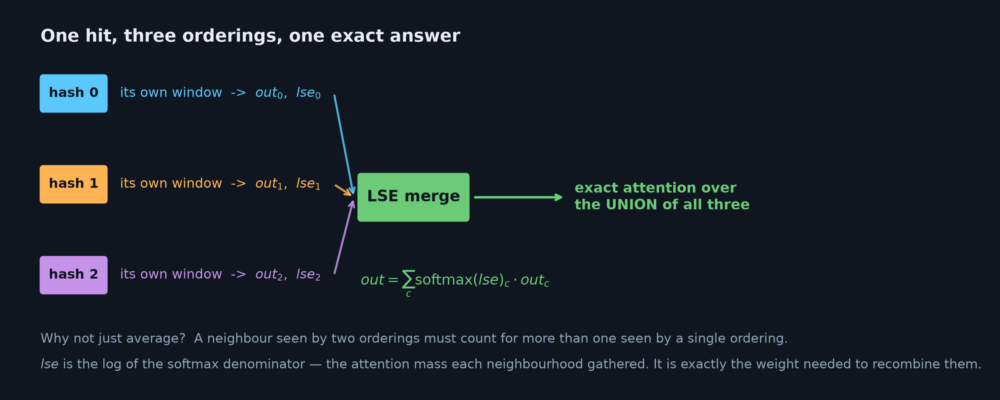 One hit, three orderings, one exact answer
hash 0 its own window -> out₀, lse₀
hash 1 its own window -> out₁, lse₁
LSE merge
exact attention over
the UNION of all three
hash 2 its own window -> out₂, lse₂
out = ∑_c softmax(lse)_c · out_c
Why not just average? A neighbour seen by two orderings must count for more than one seen by a single ordering.
lse is the log of the softmax denominator — the attention mass each neighbourhood gathered. It is exactly the weight needed to recombine them.